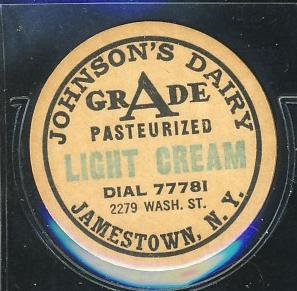 JOHNSON'S DAIRY
GRADE A
PASTEURIZED
LIGHT CREAM
DIAL 77781
2279 WASH. ST.
JAMESTOWN, N. Y.